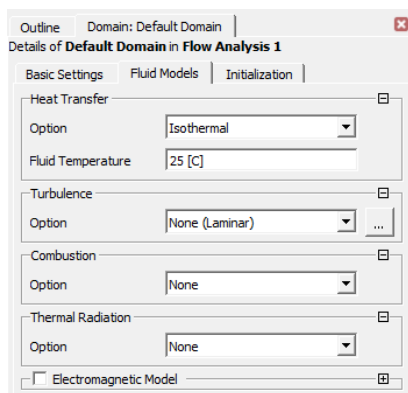 Outline Domain: Default Domain
Details of Default Domain in Flow Analysis 1
Basic Settings Fluid Models Initialization
Heat Transfer
Option Isothermal
Fluid Temperature 25 [C]
Turbulence
Option None (Laminar) ...
Combustion
Option None
Thermal Radiation
Option None
Electromagnetic Model